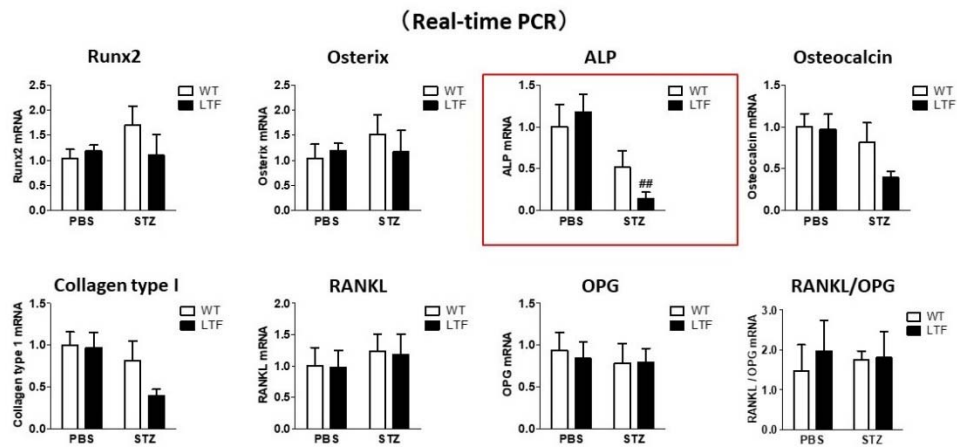 （Real-time PCR）
Runx2
Runx2 mRNA
2.5
2.0
1.5
1.0
0.5
0.0
PBS
STZ
WT
LTF
Osterix
Osterix mRNA
2.5
2.0
1.5
1.0
0.5
0.0
PBS
STZ
WT
LTF
ALP
ALP mRNA
1.5
1.0
0.5
0.0
##
PBS
STZ
WT
LTF
Osteocalcin
Osteocalcin mRNA
1.5
1.0
0.5
0.0
PBS
STZ
WT
LTF
Collagen type I
Collagen type 1 mRNA
1.5
1.0
0.5
0.0
PBS
STZ
WT
LTF
RANKL
RANKL mRNA
2.0
1.5
1.0
0.5
0.0
PBS
STZ
WT
LTF
OPG
OPG mRNA
1.5
1.0
0.5
0.0
PBS
STZ
WT
LTF
RANKL/OPG
RANKL / OPG mRNA
3.0
2.0
1.0
0.0
PBS
STZ
WT
LTF